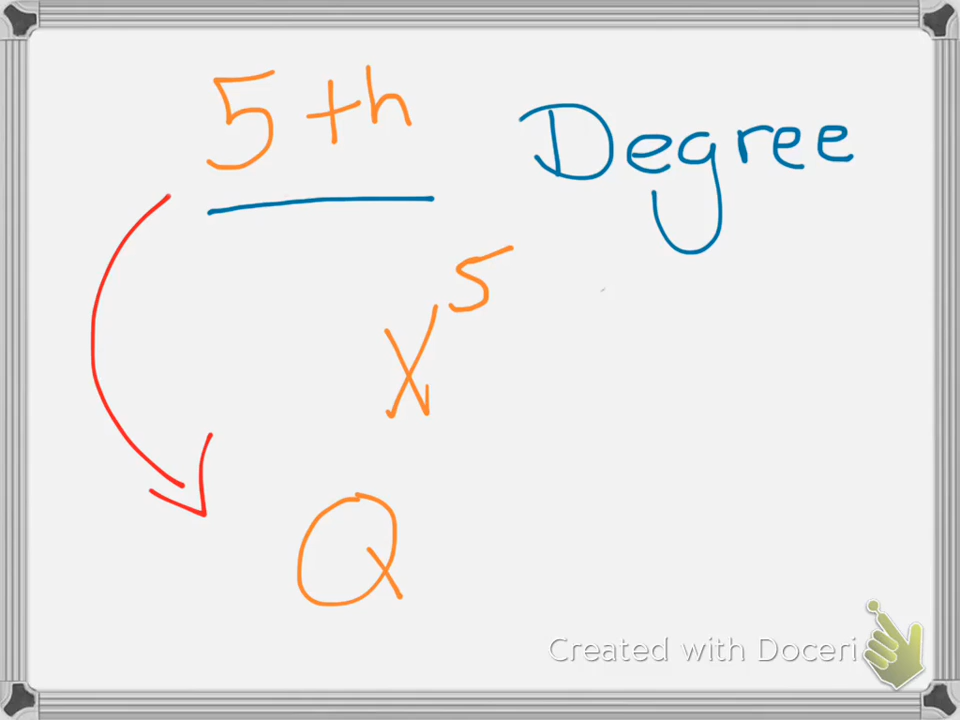 5th Degree
x⁵
Q
Created with Doceri